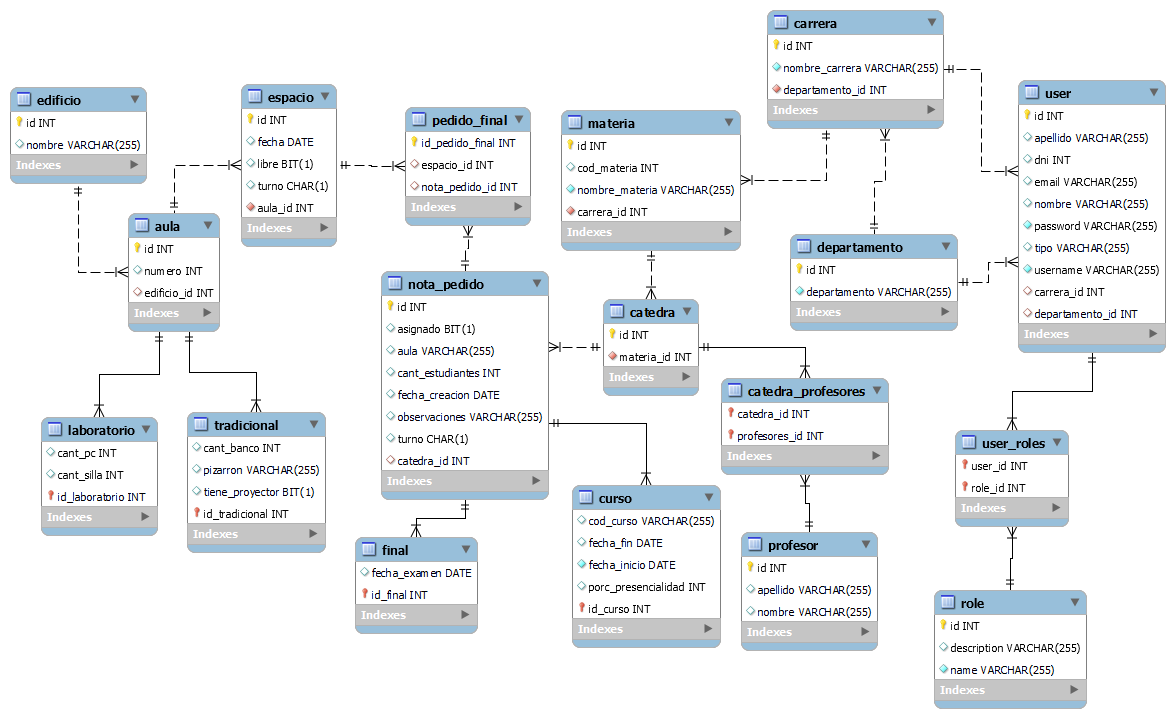 edificio
id INT
nombre VARCHAR(255)
Indexes
espacio
id INT
fecha DATE
libre BIT(1)
turno CHAR(1)
aula_id INT
Indexes
pedido_final
id_pedido_final INT
espacio_id INT
nota_pedido_id INT
Indexes
materia
id INT
cod_materia INT
nombre_materia VARCHAR(255)
carrera_id INT
Indexes
carrera
id INT
nombre_carrera VARCHAR(255)
departamento_id INT
Indexes
user
id INT
apellido VARCHAR(255)
dni INT
email VARCHAR(255)
nombre VARCHAR(255)
password VARCHAR(255)
tipo VARCHAR(255)
username VARCHAR(255)
carrera_id INT
departamento_id INT
Indexes
aula
id INT
numero INT
edificio_id INT
Indexes
departamento
id INT
departamento VARCHAR(255)
Indexes
nota_pedido
id INT
asignado BIT(1)
aula VARCHAR(255)
cant_estudiantes INT
fecha_creacion DATE
observaciones VARCHAR(255)
turno CHAR(1)
catedra_id INT
Indexes
catedra
id INT
materia_id INT
Indexes
catedra_profesores
catedra_id INT
profesores_id INT
Indexes
laboratorio
cant_pc INT
cant_silla INT
id_laboratorio INT
Indexes
tradicional
cant_banco INT
pizarron VARCHAR(255)
tiene_proyector BIT(1)
id_tradicional INT
Indexes
user_roles
user_id INT
role_id INT
Indexes
curso
cod_curso VARCHAR(255)
fecha_fin DATE
fecha_inicio DATE
porc_presencialidad INT
id_curso INT
Indexes
final
fecha_examen DATE
id_final INT
Indexes
profesor
id INT
apellido VARCHAR(255)
nombre VARCHAR(255)
Indexes
role
id INT
description VARCHAR(255)
name VARCHAR(255)
Indexes